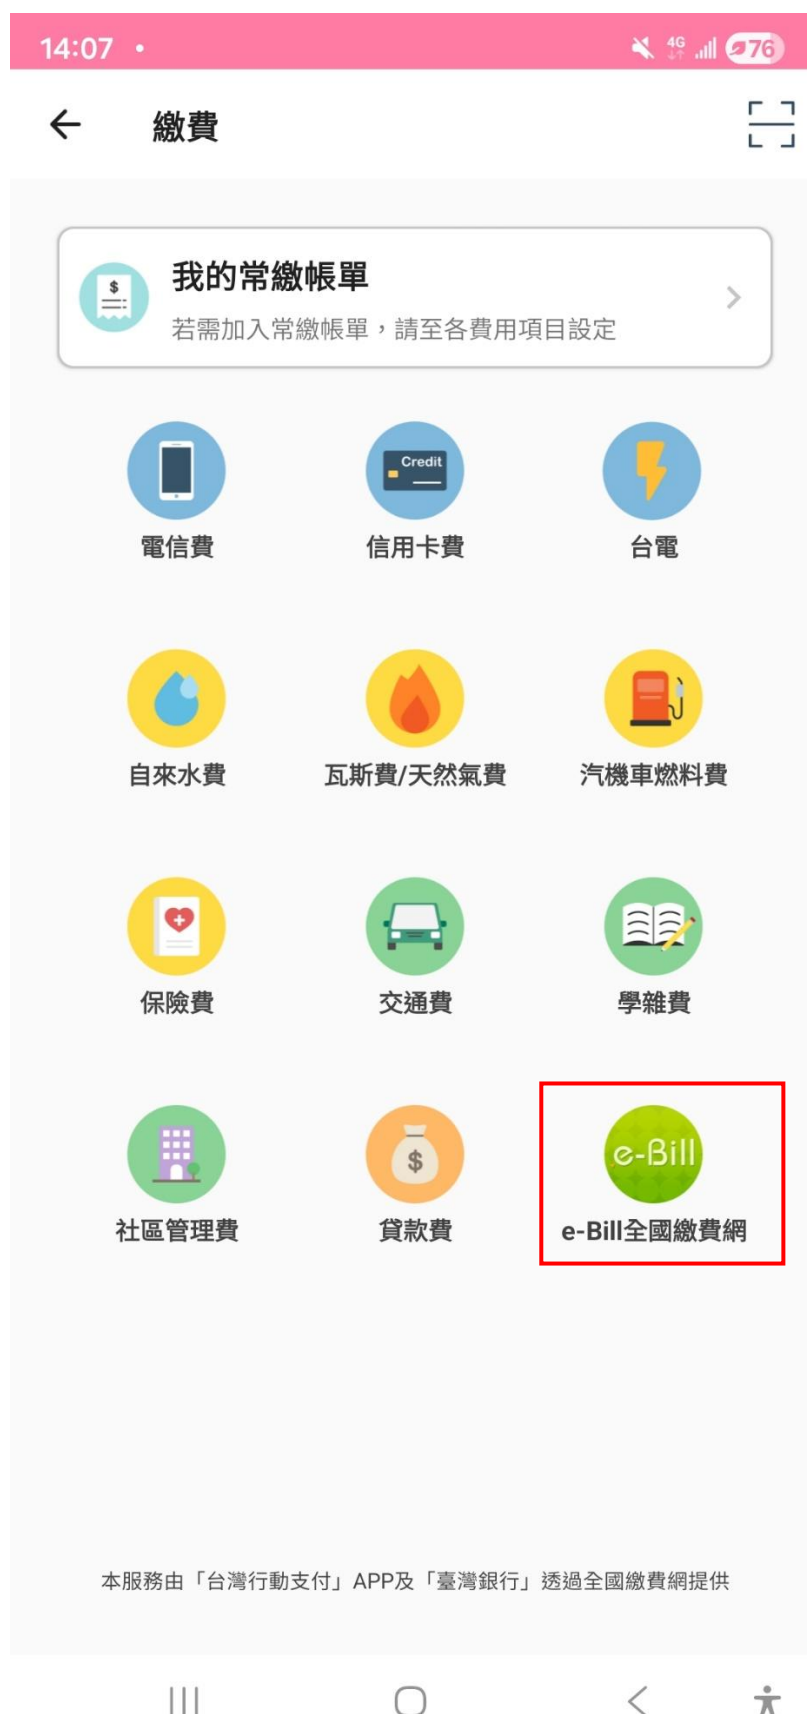 14:07
4G
76
繳費
$
我的常繳帳單
若需加入常繳帳單，請至各費用項目設定
Credit
電信費
信用卡費
台電
自來水費
瓦斯費/天然氣費
汽機車燃料費
保險費
交通費
學雜費
$
e-Bill
社區管理費
貸款費
e-Bill全國繳費網
本服務由「台灣行動支付」APP及「臺灣銀行」透過全國繳費網提供